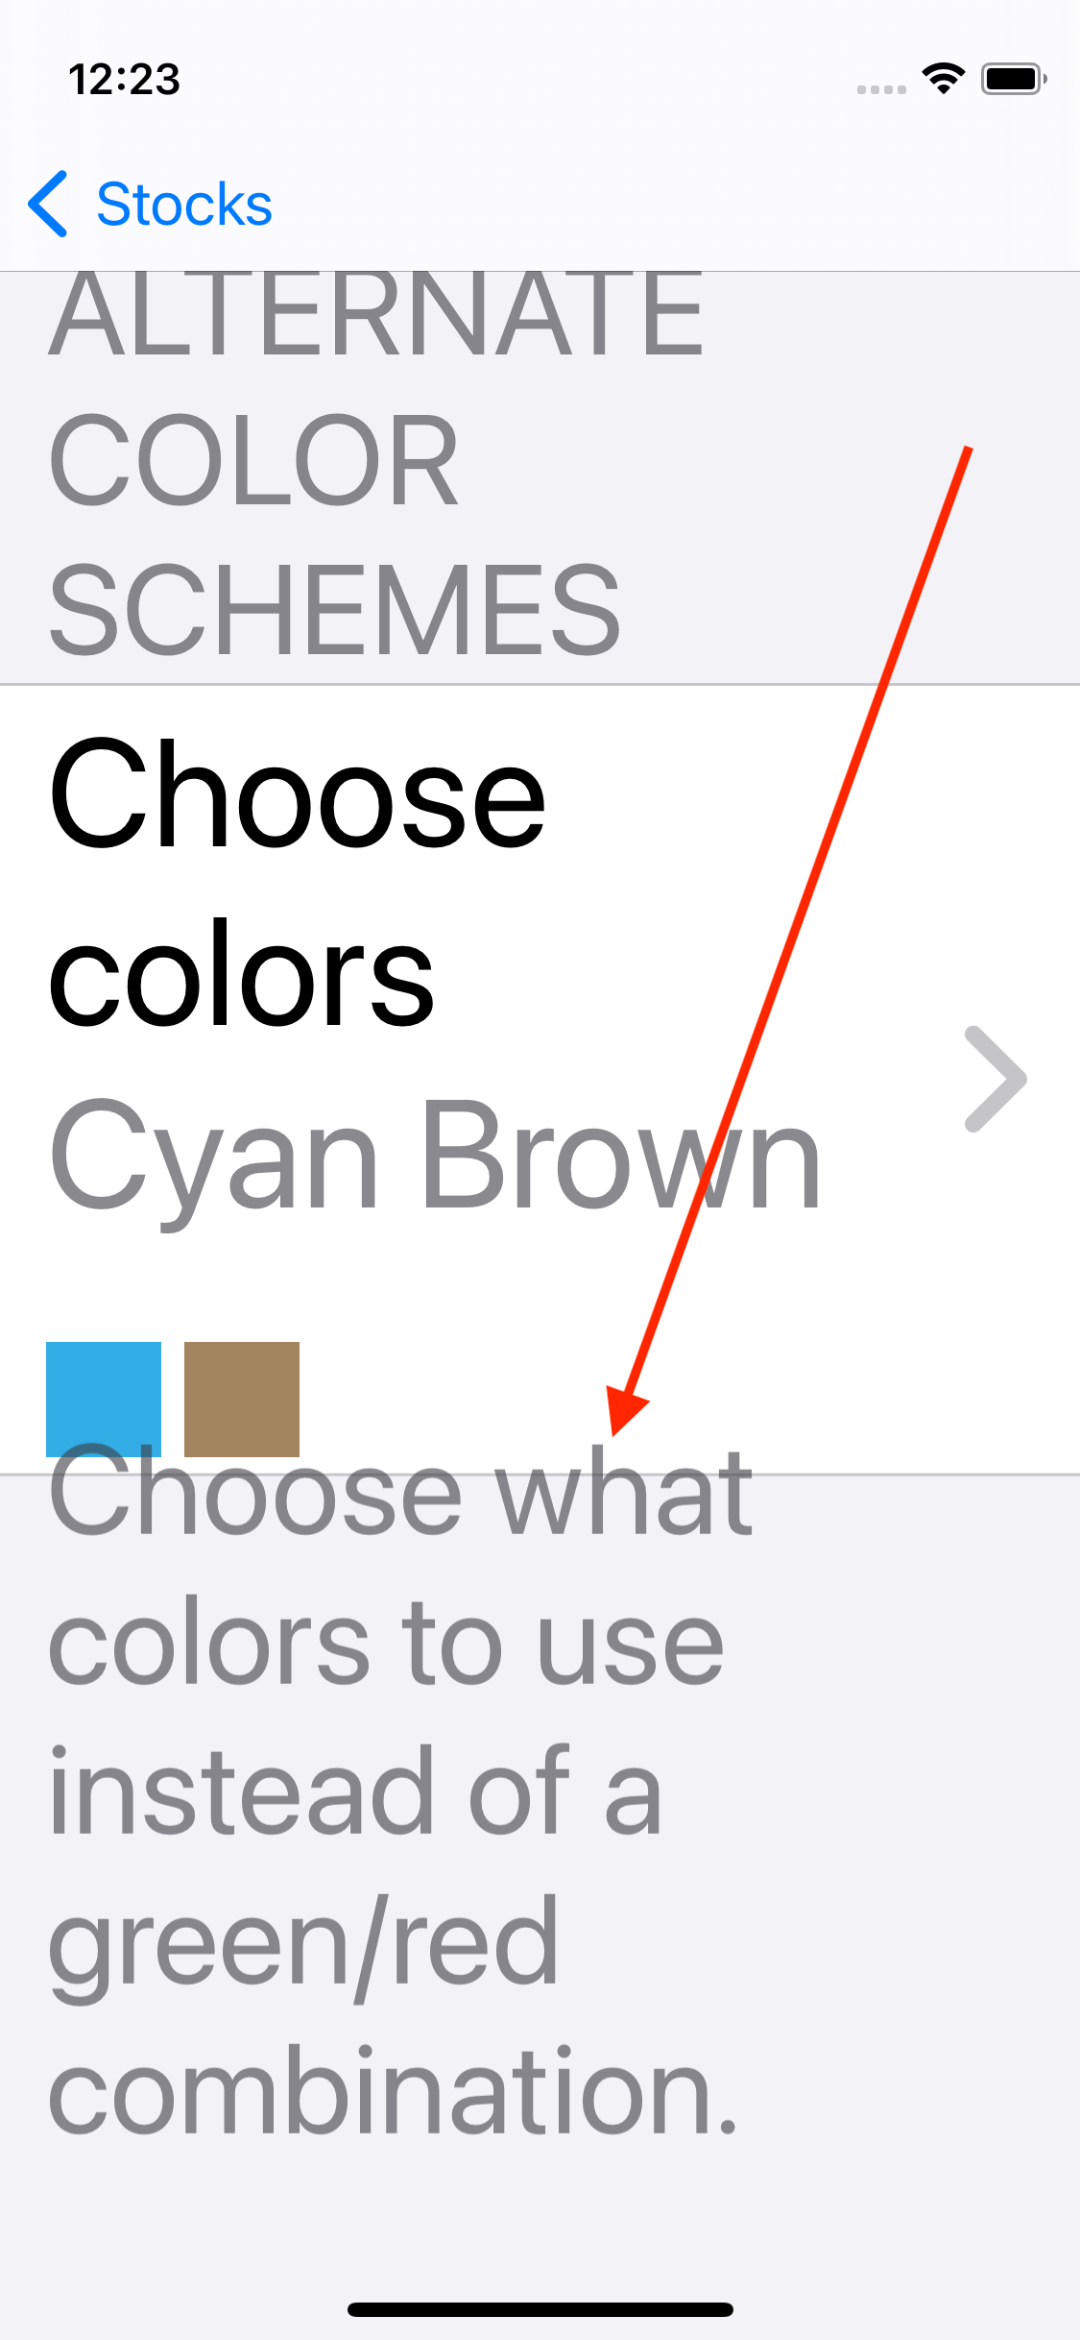 12:23
Stocks
ALTERNATE
COLOR
SCHEMES
Choose
colors
Cyan Brown
Choose what
colors to use
instead of a
green/red
combination.